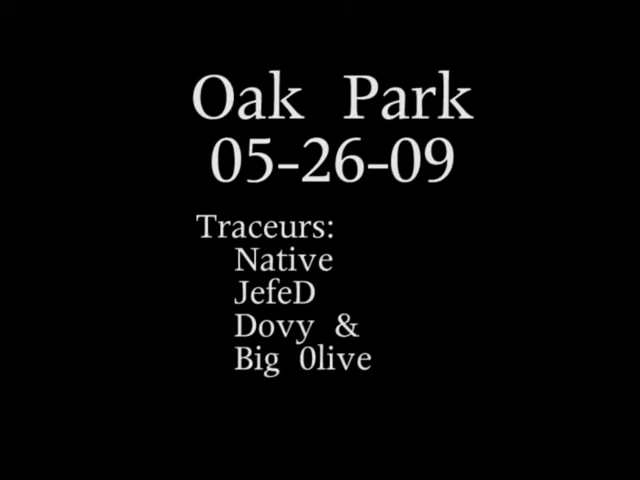 Oak Park
05-26-09
Traceurs:
Native
JefeD
Dovy &
Big 0live